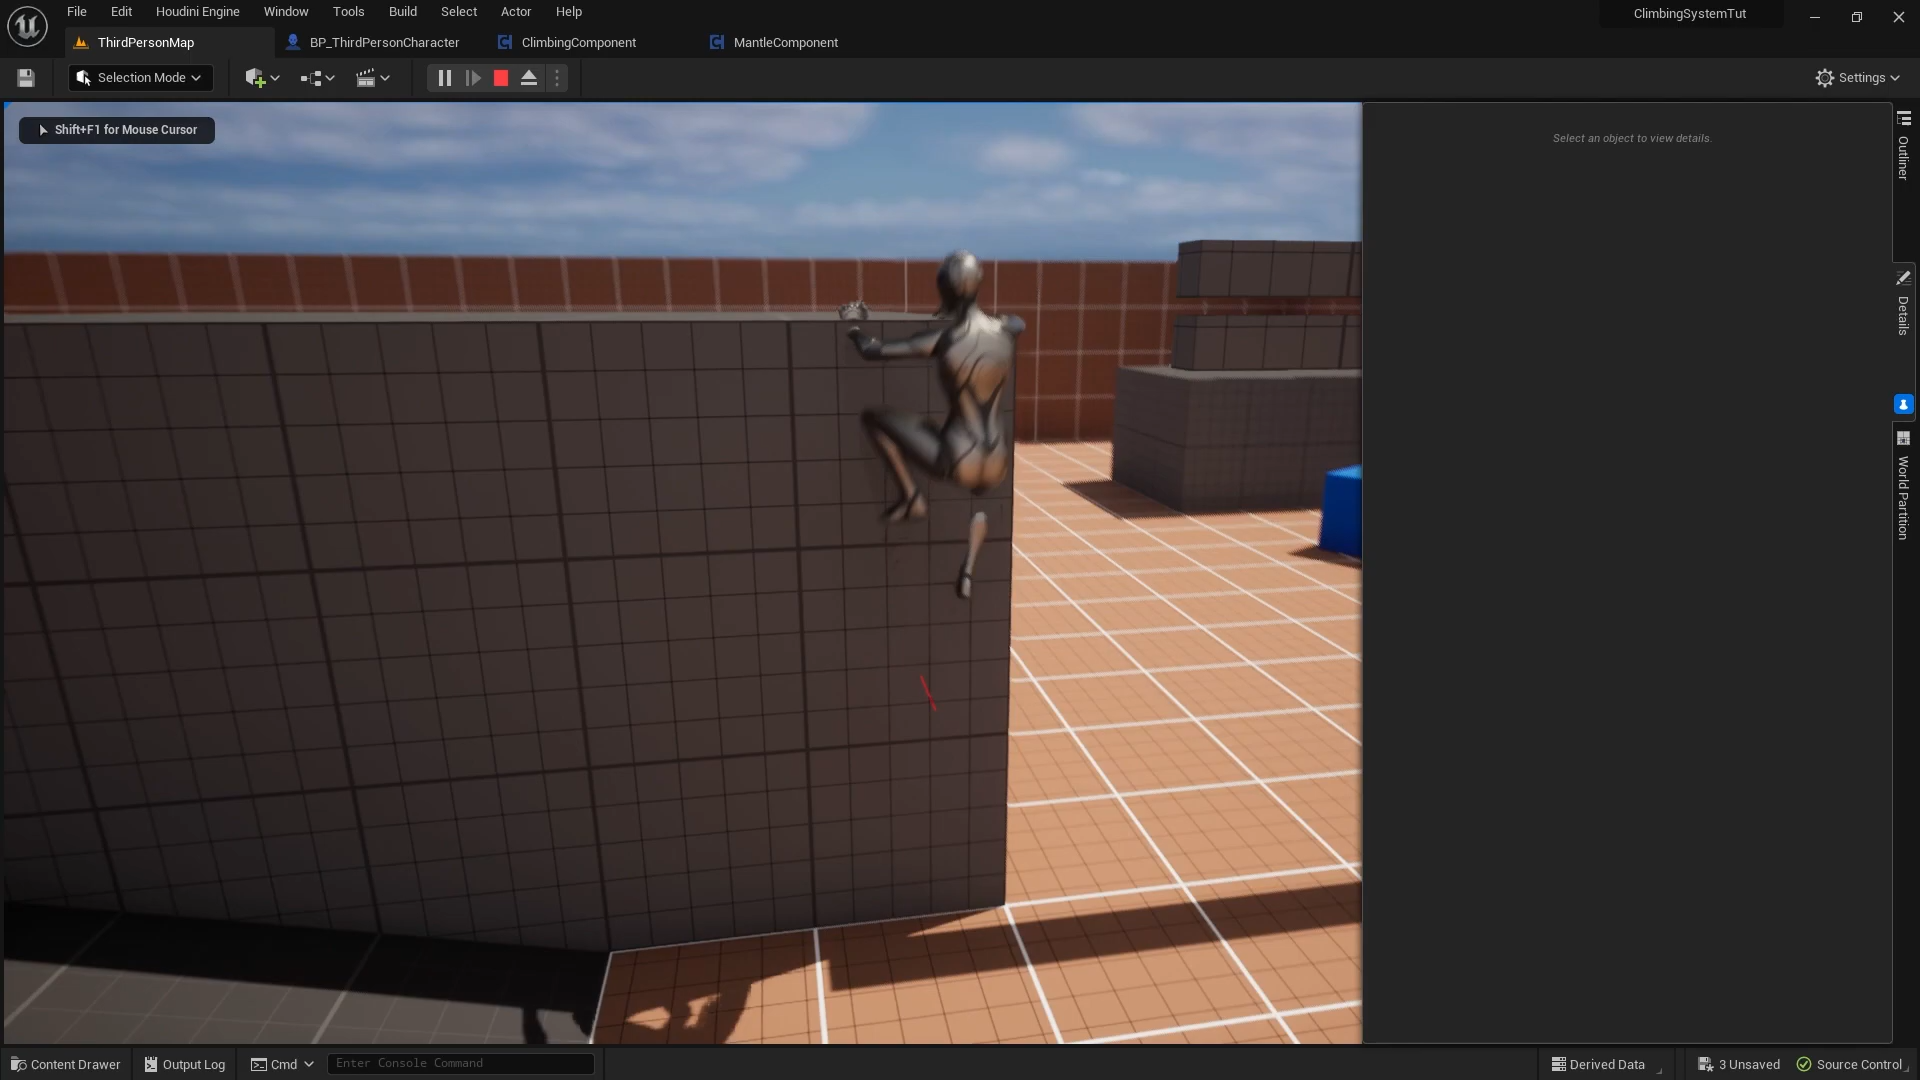 File Edit Houdini Engine Window Tools Build Select Actor Help
ClimbingSystemTut
ThirdPersonMap
BP_ThirdPersonCharacter
ClimbingComponent
MantleComponent
Selection Mode
Settings
Shift+F1 for Mouse Cursor
Select an object to view details.
Outliner
Details
World Partition
Content Drawer
Output Log
Cmd
Enter Console Command
Derived Data
3 Unsaved
Source Control